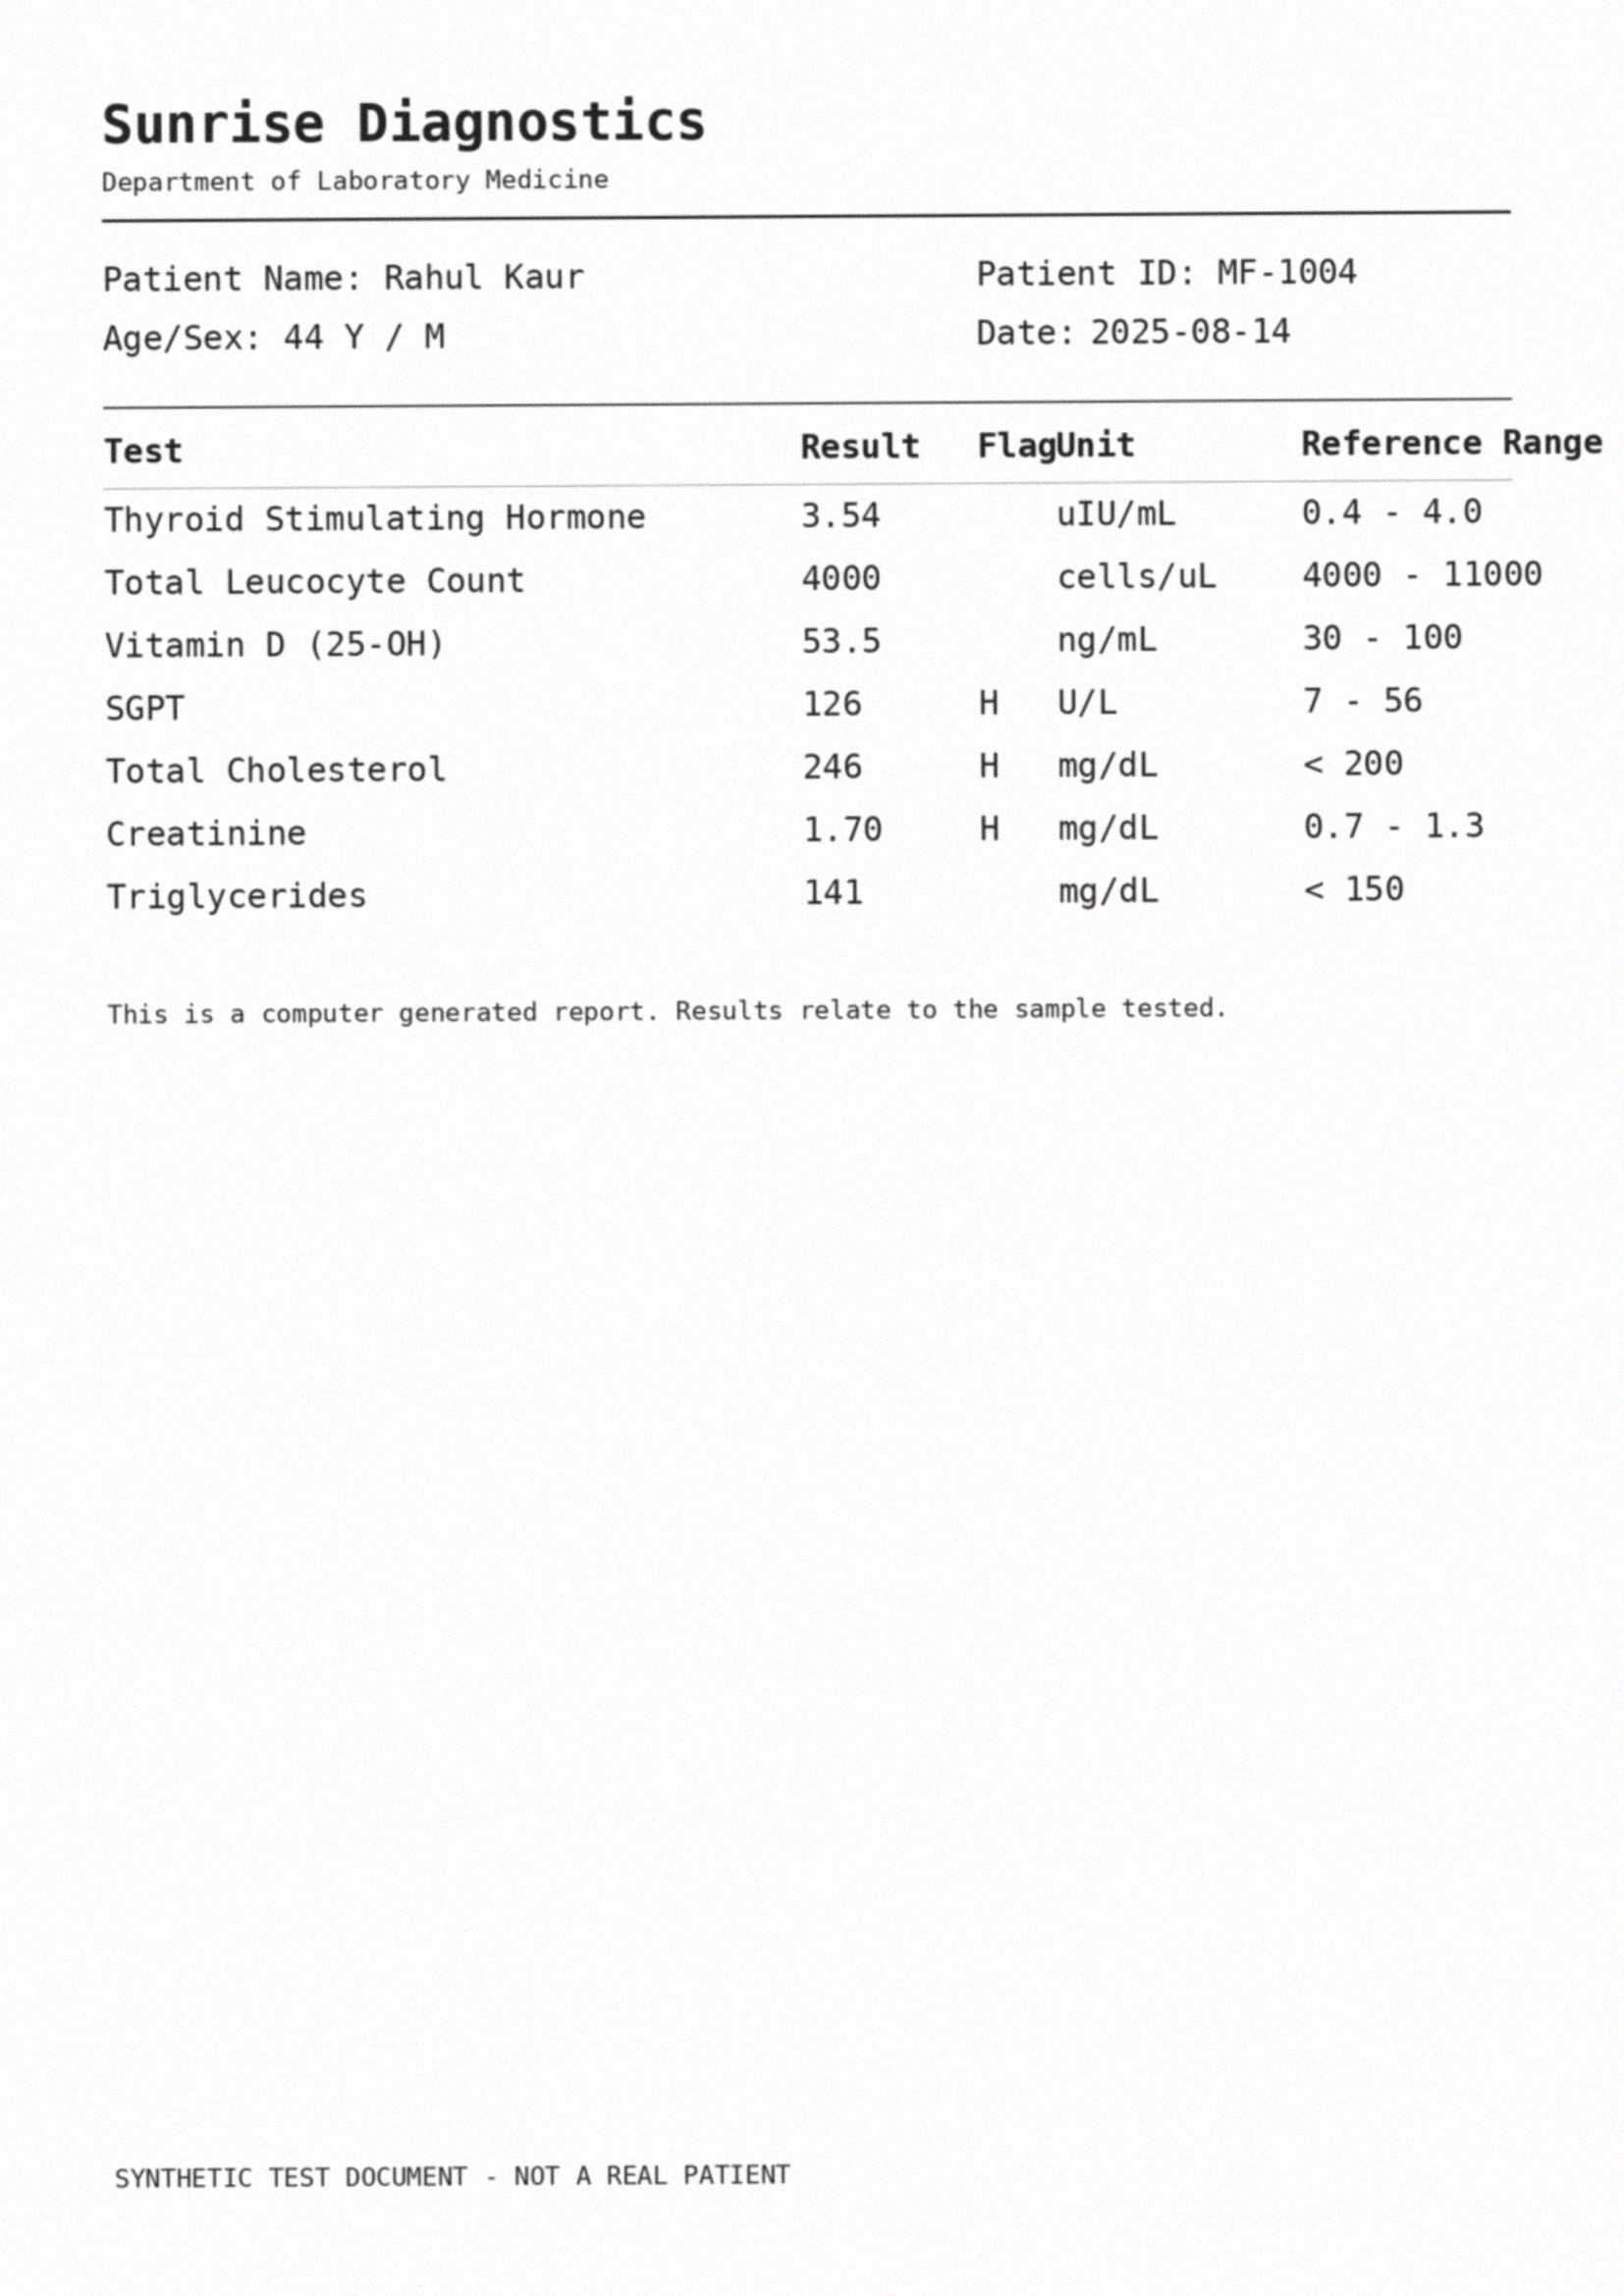 Sunrise Diagnostics
Department of Laboratory Medicine
Patient Name: Rahul Kaur Patient ID: MF-1004
Age/Sex: 44 Y / M Date: 2025-08-14
Test Result Flag Unit Reference Range
Thyroid Stimulating Hormone 3.54 uIU/mL 0.4 - 4.0
Total Leucocyte Count 4000 cells/uL 4000 - 11000
Vitamin D (25-OH) 53.5 ng/mL 30 - 100
SGPT 126 H U/L 7 - 56
Total Cholesterol 246 H mg/dL < 200
Creatinine 1.70 H mg/dL 0.7 - 1.3
Triglycerides 141 mg/dL < 150
This is a computer generated report. Results relate to the sample tested.
SYNTHETIC TEST DOCUMENT - NOT A REAL PATIENT